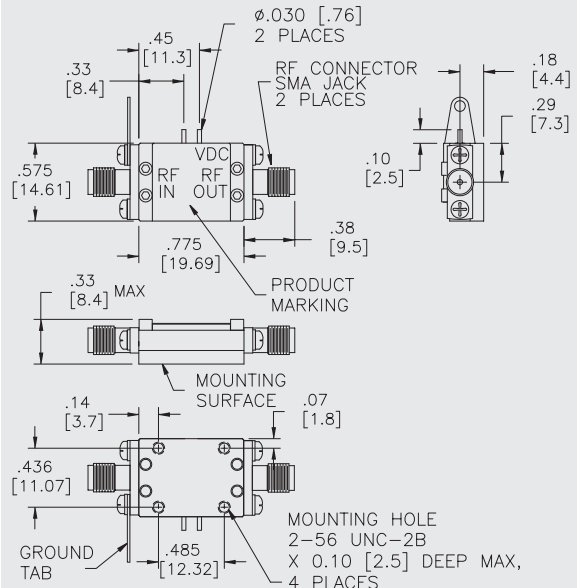 ø.030 [.76]
2 PLACES
.45
[11.3]
.33
[8.4]
RF CONNECTOR
SMA JACK
2 PLACES
.18
[4.4]
.29
[7.3]
.10
[2.5]
VDC
RF
IN
RF
OUT
.575
[14.61]
.38
[9.5]
.775
[19.69]
PRODUCT
MARKING
.33
[8.4] MAX
MOUNTING
SURFACE
.14
[3.7]
.07
[1.8]
.436
[11.07]
GROUND
TAB
.485
[12.32]
MOUNTING HOLE
2-56 UNC-2B
X 0.10 [2.5] DEEP MAX,
4 PLACES